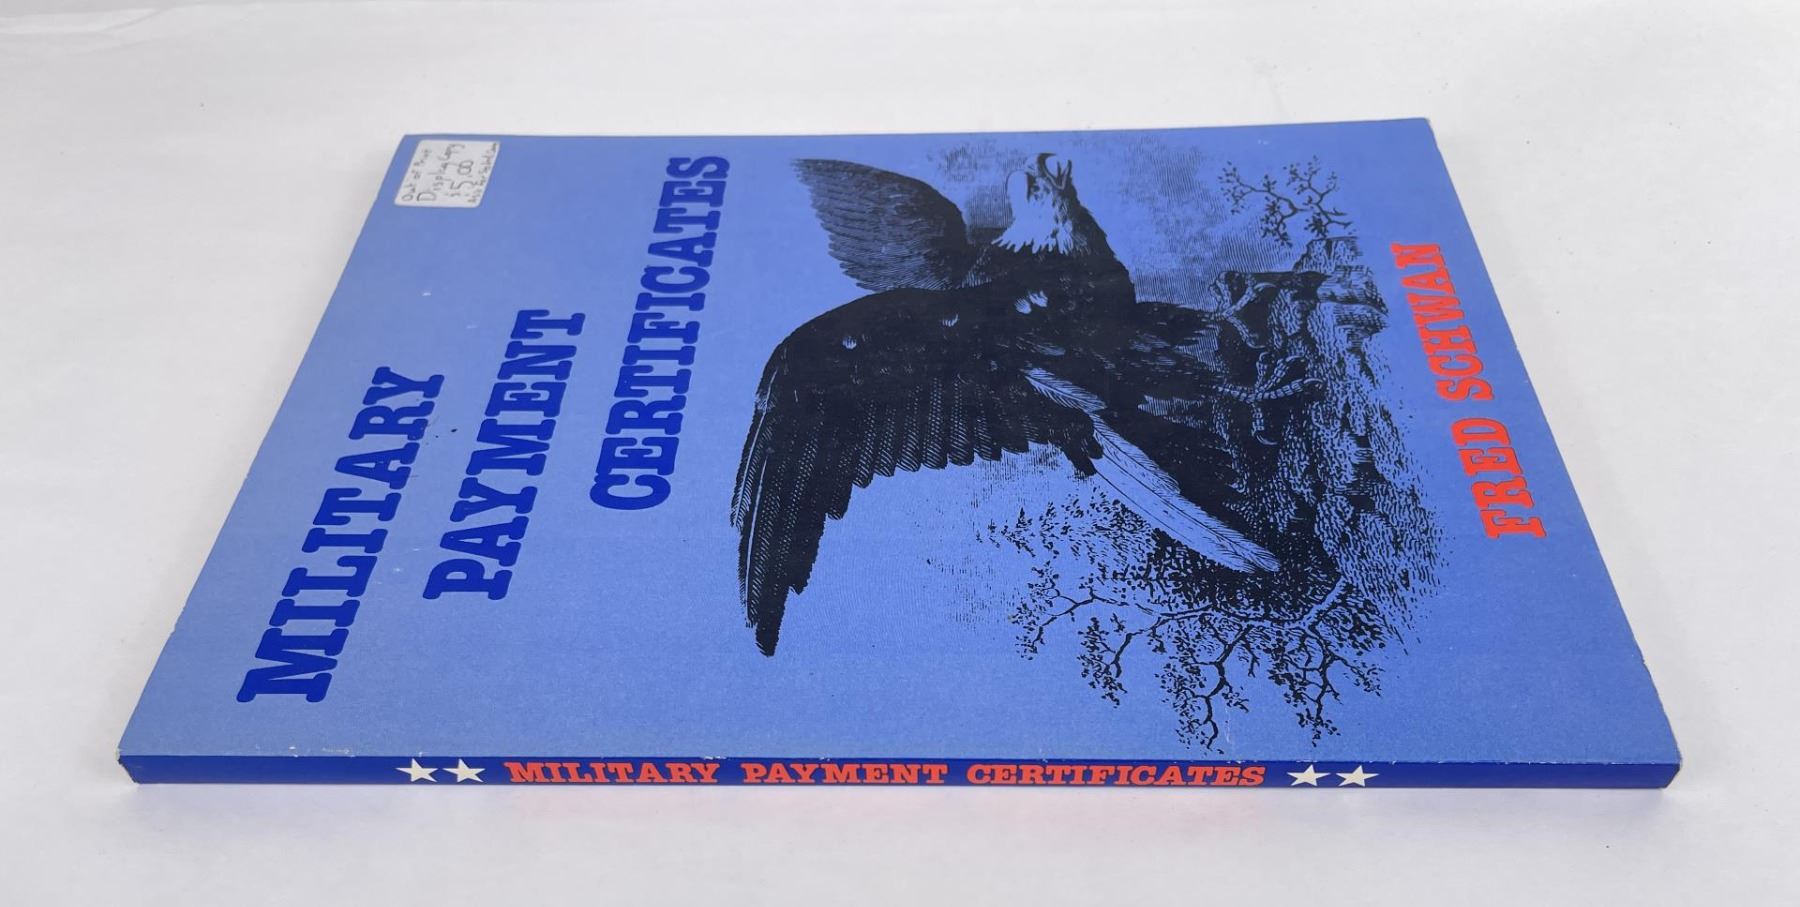 Out of Print
Display Copy
$5.00
MILITARY
PAYMENT
CERTIFICATES
FRED SCHWAN
MILITARY PAYMENT CERTIFICATES